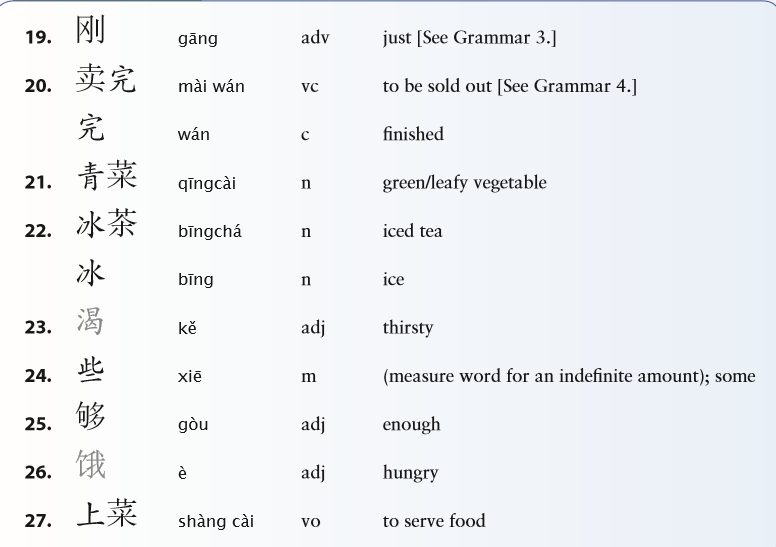 19. 刚 gāng adv just [See Grammar 3.]
20. 卖完 mài wán vc to be sold out [See Grammar 4.]
完 wán c finished
21. 青菜 qīngcài n green/leafy vegetable
22. 冰茶 bīngchá n iced tea
冰 bīng n ice
23. 渴 kě adj thirsty
24. 些 xiē m (measure word for an indefinite amount); some
25. 够 gòu adj enough
26. 饿 è adj hungry
27. 上菜 shàng cài vo to serve food